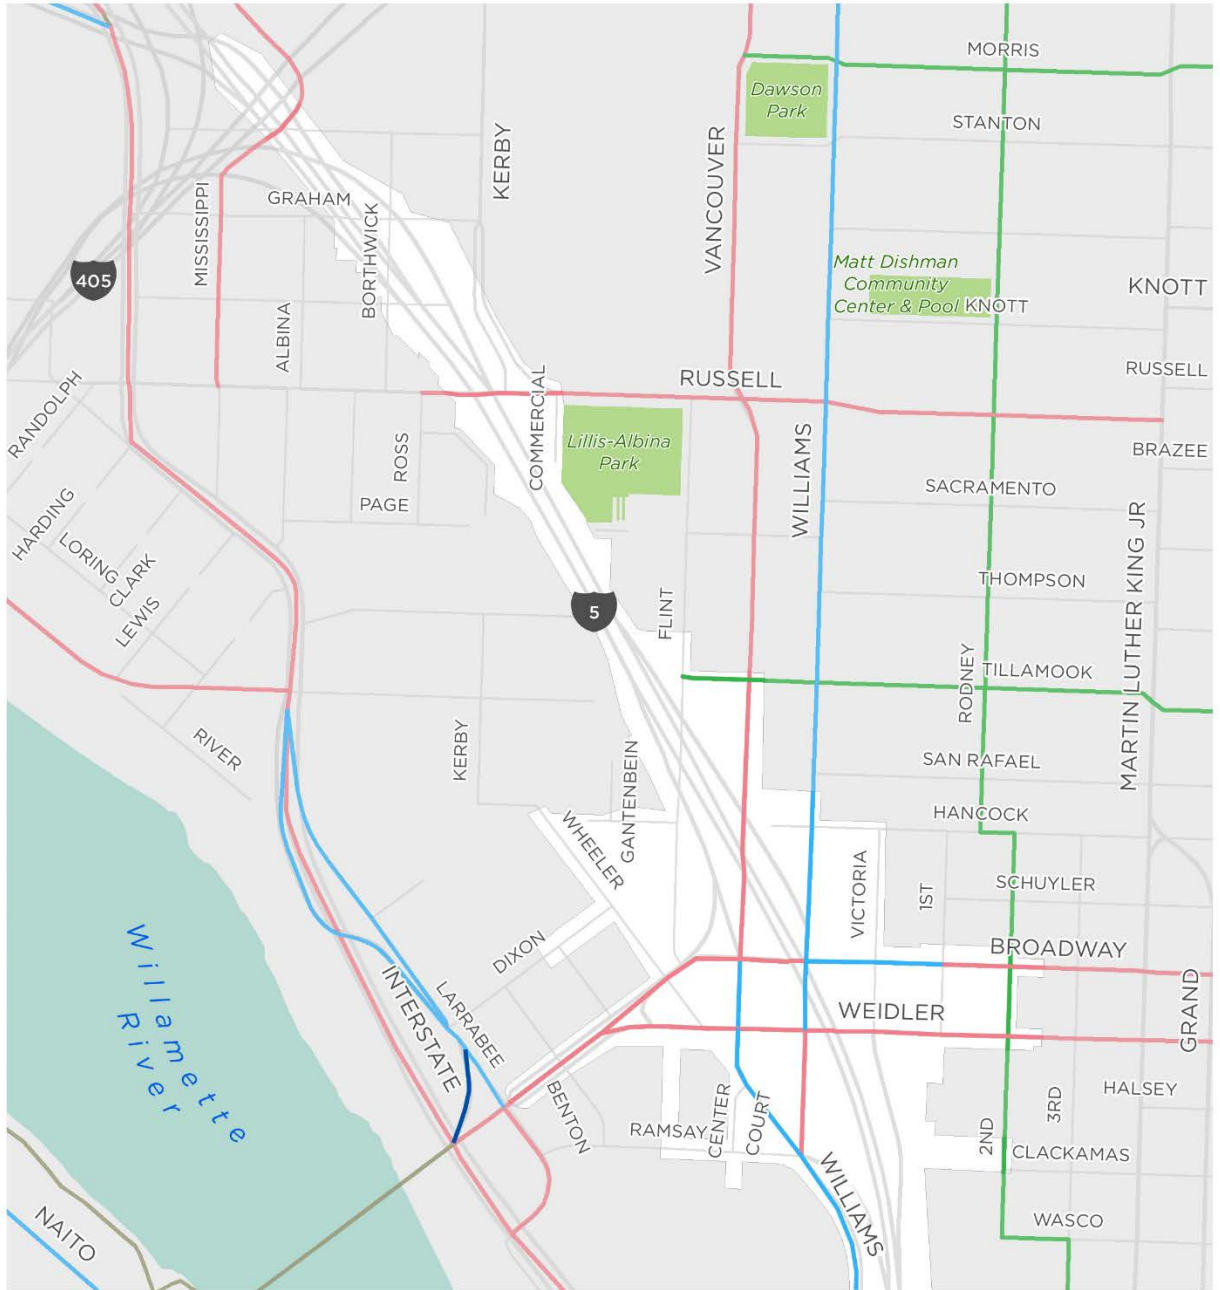 MORRIS
Dawson
Park
STANTON
KERBY
VANCOUVER
MISSISSIPPI
GRAHAM
BORTHWICK
405
Matt Dishman
Community
Center & Pool
KNOTT
KNOTT
ALBINA
RUSSELL
RUSSELL
RANDOLPH
COMMERCIAL
Lillis-Albina
Park
ROSS
WILLIAMS
BRAZEE
SACRAMENTO
PAGE
HARDING
LORING
CLARK
LEWIS
MARTIN LUTHER KING JR
THOMPSON
5
FLINT
RODNEY
TILLAMOOK
RIVER
KERBY
GANTENBEIN
SAN RAFAEL
HANCOCK
WHEELER
VICTORIA
1ST
SCHUYLER
BROADWAY
DIXON
Willamette
River
INTERSTATE
LARRABEE
WEIDLER
GRAND
BENTON
CENTER
COURT
RAMSAY
HALSEY
3RD
2ND
CLACKAMAS
WILLIAMS
WASCO
NAITO